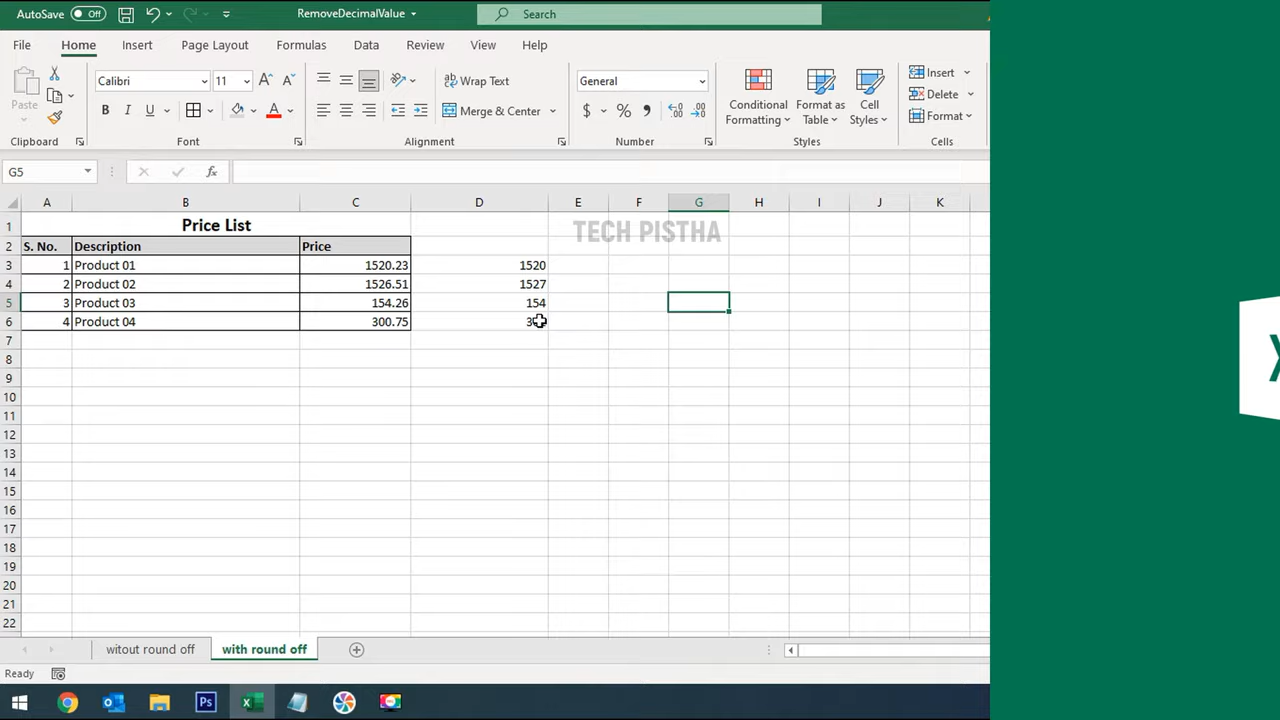 AutoSave Off RemoveDecimalValue Search
File Home Insert Page Layout Formulas Data Review View Help
Paste Calibri 11 Wrap Text General Insert
Merge & Center $ % Conditional Formatting Format as Table Cell Styles Delete
Format
Clipboard Font Alignment Number Styles Cells
G5 fx
A B C D E F G H I J K
1 Price List TECH PISTHA
2 S. No. Description Price
3 1 Product 01 1520.23 1520
4 2 Product 02 1526.51 1527
5 3 Product 03 154.26 154
6 4 Product 04 300.75
7
8
9
10
11
12
13
14
15
16
17
18
19
20
21
22
witout round off with round off
Ready